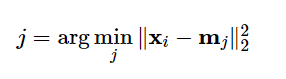 j = arg min_j ||𝐱_i − 𝐦_j||_2^2